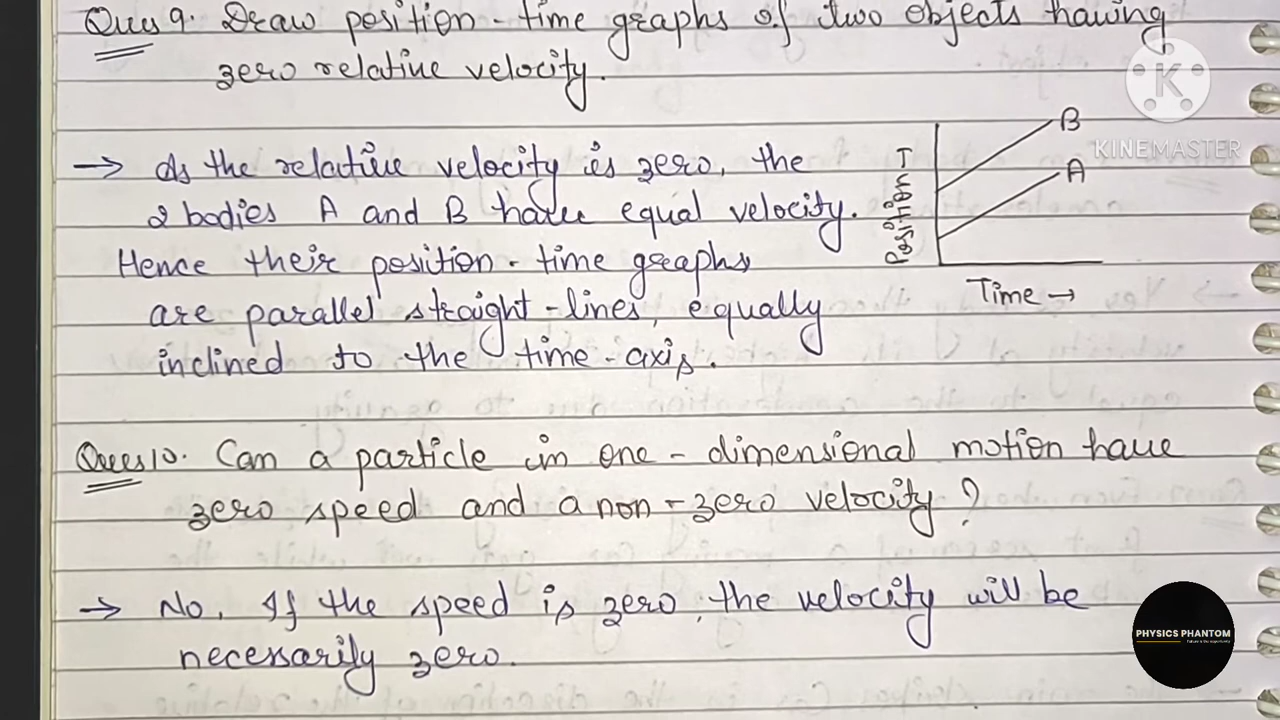 Ques 9. Draw position-time graphs of two objects having
zero relative velocity.
→ As the relative velocity is zero, the
2 bodies A and B have equal velocity.
Hence their position-time graphs
are parallel straight-lines, equally
inclined to the time-axis.
B
A
Position →
Time →
K
KINEMASTER
Ques 10. Can a particle in one-dimensional motion have
zero speed and a non-zero velocity?
→ No. If the speed is zero, the velocity will be
necessarily zero.
PHYSICS PHANTOM